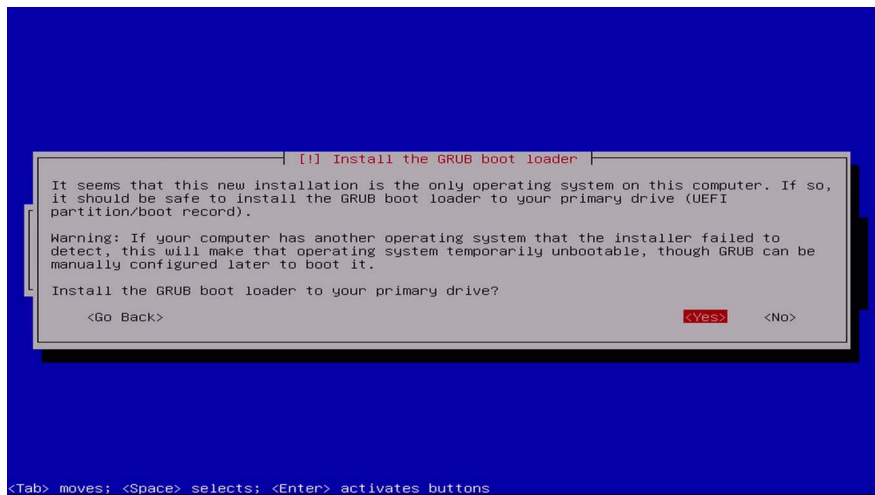 [!] Install the GRUB boot loader
It seems that this new installation is the only operating system on this computer. If so,
it should be safe to install the GRUB boot loader to your primary drive (UEFI
partition/boot record).
Warning: If your computer has another operating system that the installer failed to
detect, this will make that operating system temporarily unbootable, though GRUB can be
manually configured later to boot it.
Install the GRUB boot loader to your primary drive?
<Go Back> <Yes> <No>
<Tab> moves; <Space> selects; <Enter> activates buttons